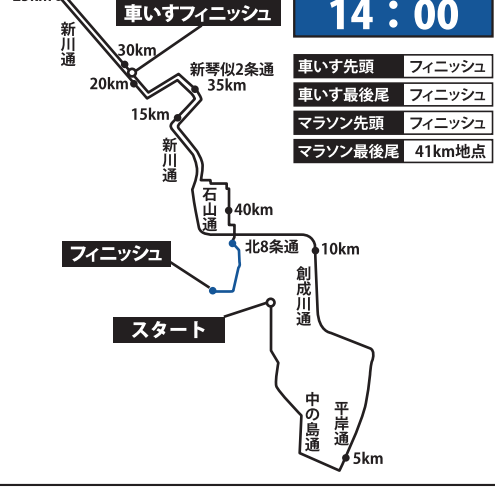 車いすフィニッシュ
14：00
新川通
30km
20km
新琴似2条通
35km
車いす先頭 フィニッシュ
車いす最後尾 フィニッシュ
マラソン先頭 フィニッシュ
マラソン最後尾 41km地点
15km
新川通
石山通
40km
北8条通
10km
フィニッシュ
創成川通
スタート
中の島通
平岸通
5km